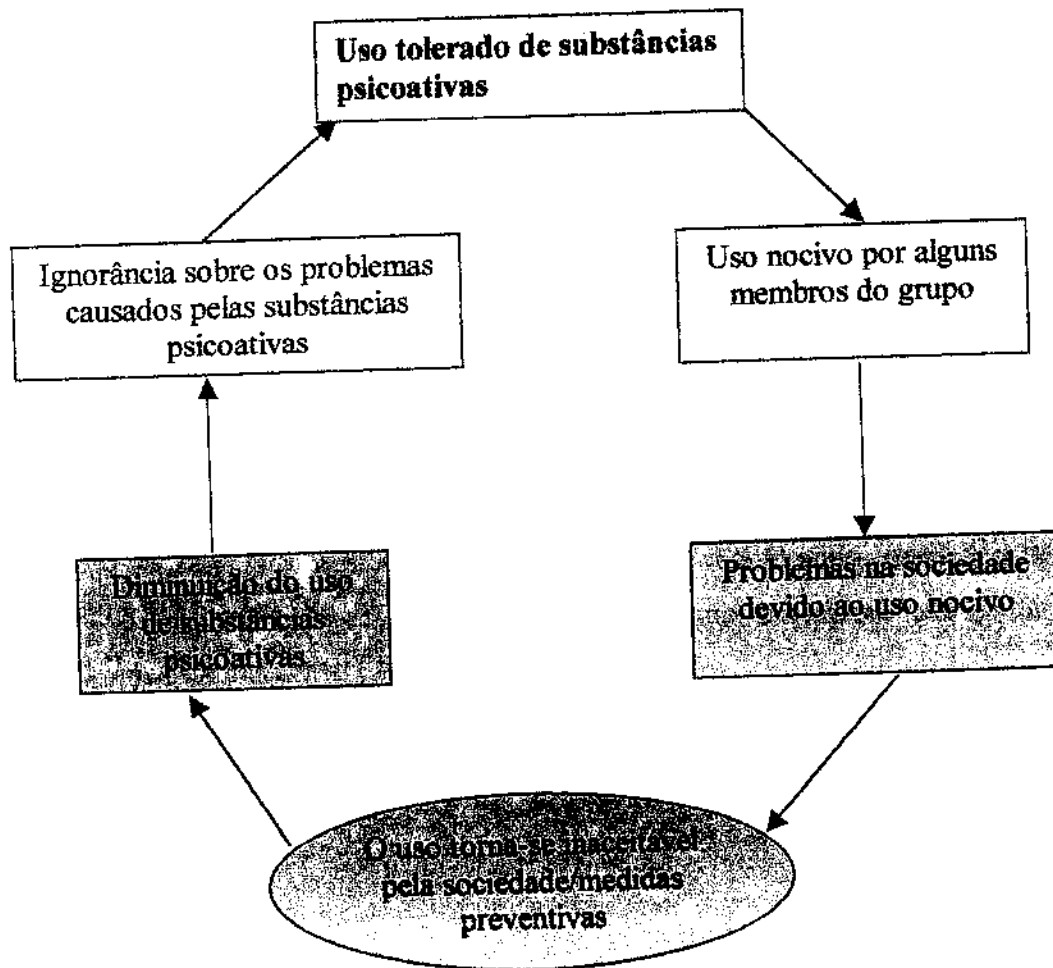 Uso tolerado de substâncias
psicoativas
Ignorância sobre os problemas
causados pelas substâncias
psicoativas
Uso nocivo por alguns
membros do grupo
Diminuição do uso
de substâncias
psicoativas
Problemas na sociedade
devido ao uso nocivo
O uso torna-se inaceitável
pela sociedade/medidas
preventivas